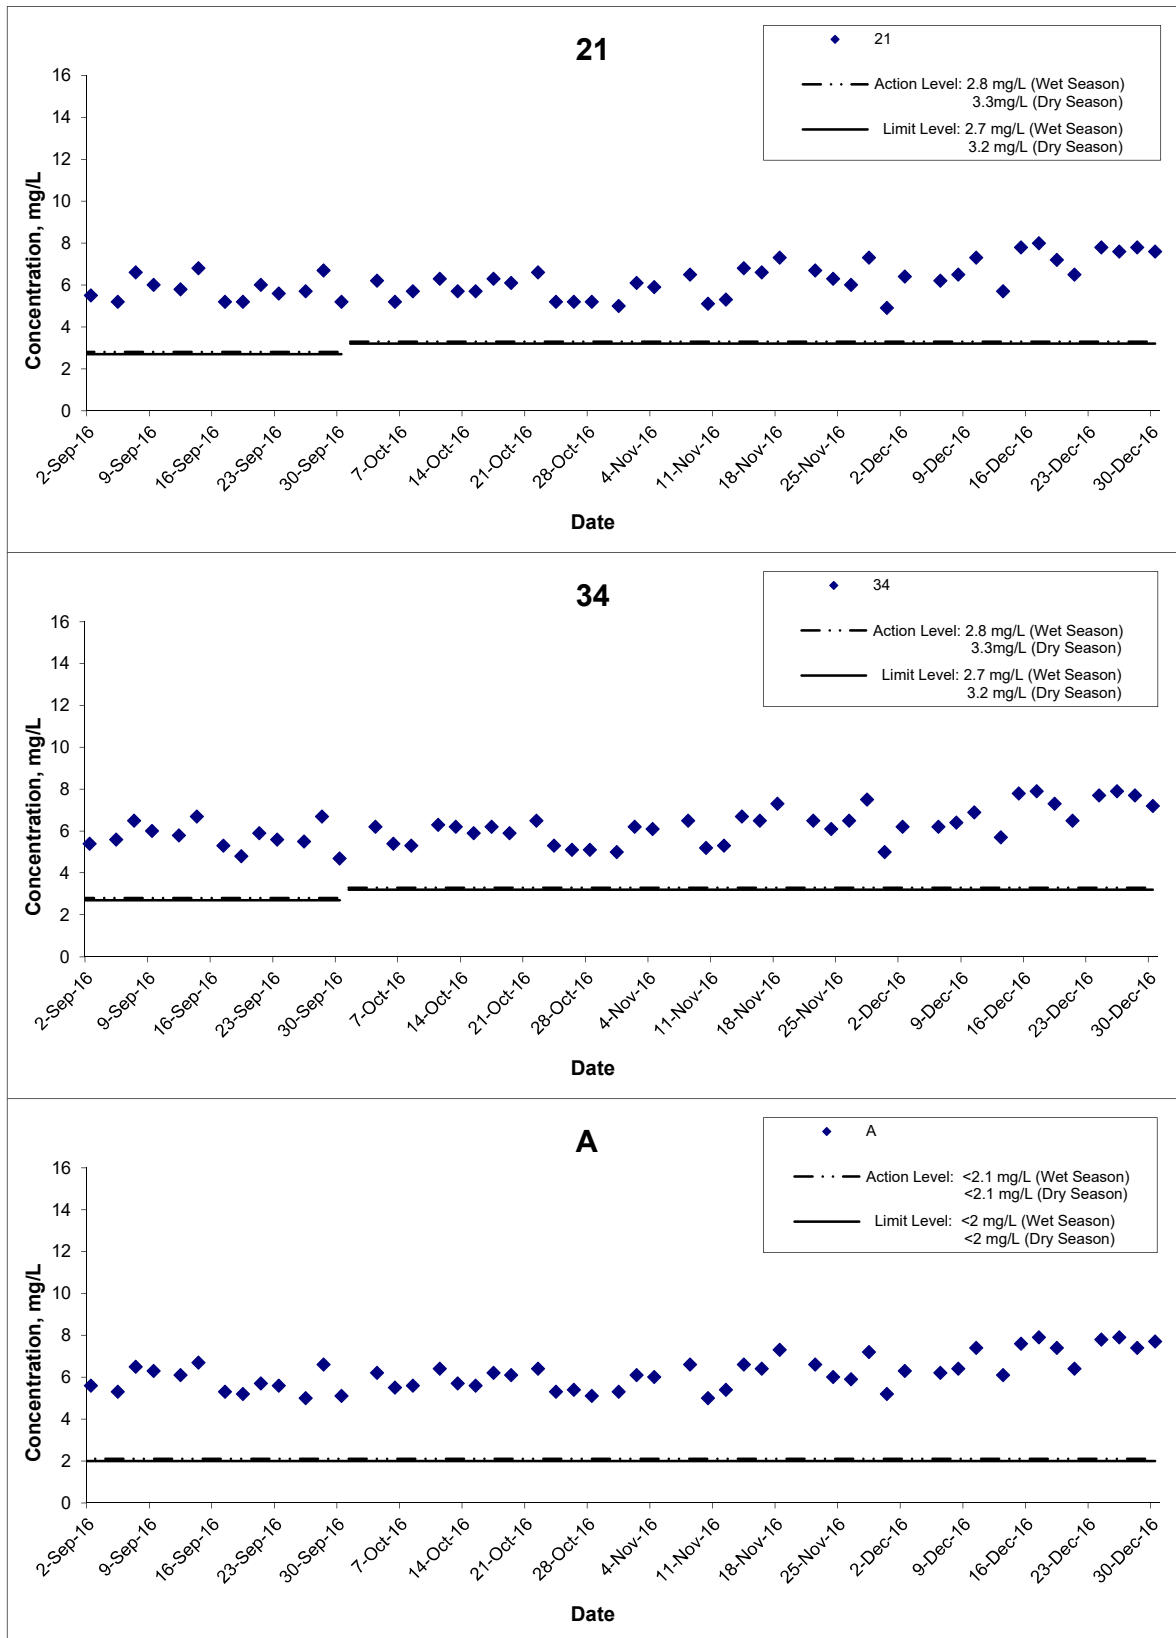 21
21
Action Level: 2.8 mg/L (Wet Season)
3.3mg/L (Dry Season)
Limit Level: 2.7 mg/L (Wet Season)
3.2 mg/L (Dry Season)
Concentration, mg/L
16
14
12
10
8
6
4
2
0
2-Sep-16
9-Sep-16
16-Sep-16
23-Sep-16
30-Sep-16
7-Oct-16
14-Oct-16
21-Oct-16
28-Oct-16
4-Nov-16
11-Nov-16
18-Nov-16
25-Nov-16
2-Dec-16
9-Dec-16
16-Dec-16
23-Dec-16
30-Dec-16
Date
34
34
Action Level: 2.8 mg/L (Wet Season)
3.3mg/L (Dry Season)
Limit Level: 2.7 mg/L (Wet Season)
3.2 mg/L (Dry Season)
Concentration, mg/L
16
14
12
10
8
6
4
2
0
2-Sep-16
9-Sep-16
16-Sep-16
23-Sep-16
30-Sep-16
7-Oct-16
14-Oct-16
21-Oct-16
28-Oct-16
4-Nov-16
11-Nov-16
18-Nov-16
25-Nov-16
2-Dec-16
9-Dec-16
16-Dec-16
23-Dec-16
30-Dec-16
Date
A
A
Action Level: <2.1 mg/L (Wet Season)
<2.1 mg/L (Dry Season)
Limit Level: <2 mg/L (Wet Season)
<2 mg/L (Dry Season)
Concentration, mg/L
16
14
12
10
8
6
4
2
0
2-Sep-16
9-Sep-16
16-Sep-16
23-Sep-16
30-Sep-16
7-Oct-16
14-Oct-16
21-Oct-16
28-Oct-16
4-Nov-16
11-Nov-16
18-Nov-16
25-Nov-16
2-Dec-16
9-Dec-16
16-Dec-16
23-Dec-16
30-Dec-16
Date